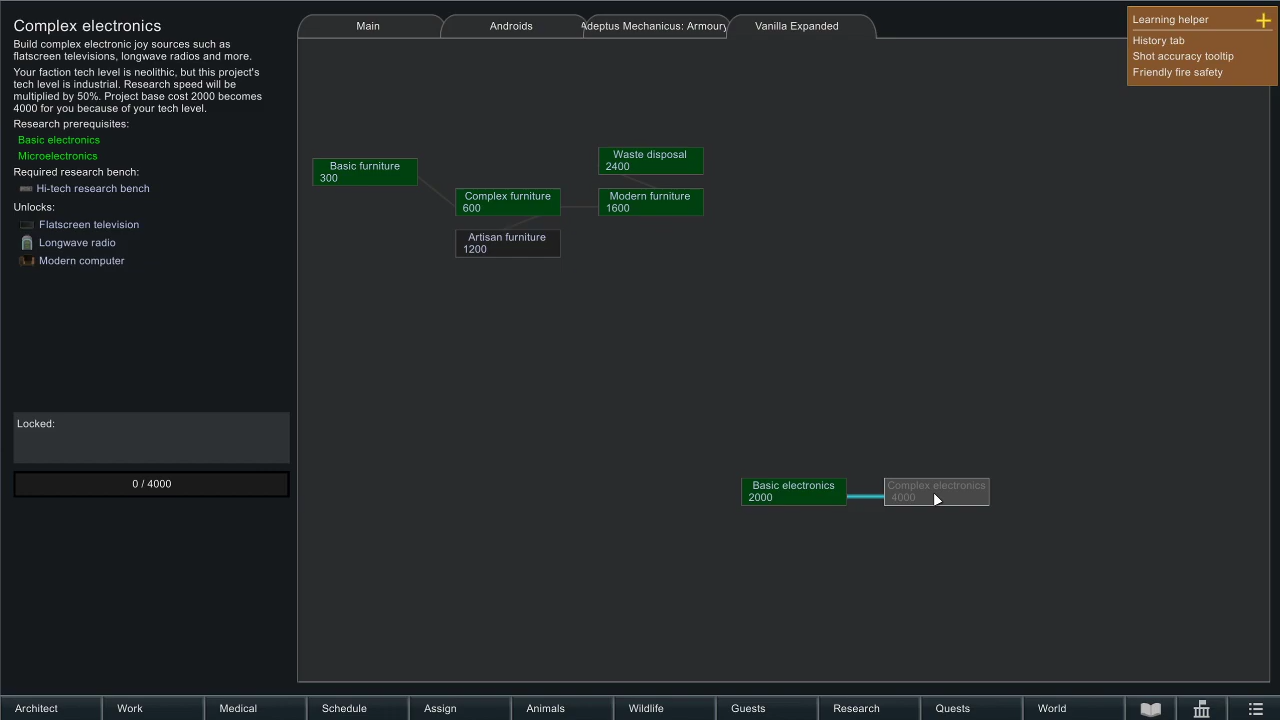 Complex electronics
Build complex electronic joy sources such as
flatscreen televisions, longwave radios and more.
Your faction tech level is neolithic, but this project's
tech level is industrial. Research speed will be
multiplied by 50%. Project base cost 2000 becomes
4000 for you because of your tech level.
Research prerequisites:
Basic electronics
Microelectronics
Required research bench:
Hi-tech research bench
Unlocks:
Flatscreen television
Longwave radio
Modern computer
Locked:
0 / 4000
Main
Androids
Adeptus Mechanicus: Armoury
Vanilla Expanded
Basic furniture
300
Complex furniture
600
Artisan furniture
1200
Waste disposal
2400
Modern furniture
1600
Basic electronics
2000
Complex electronics
4000
Learning helper
History tab
Shot accuracy tooltip
Friendly fire safety
Architect
Work
Medical
Schedule
Assign
Animals
Wildlife
Guests
Research
Quests
World